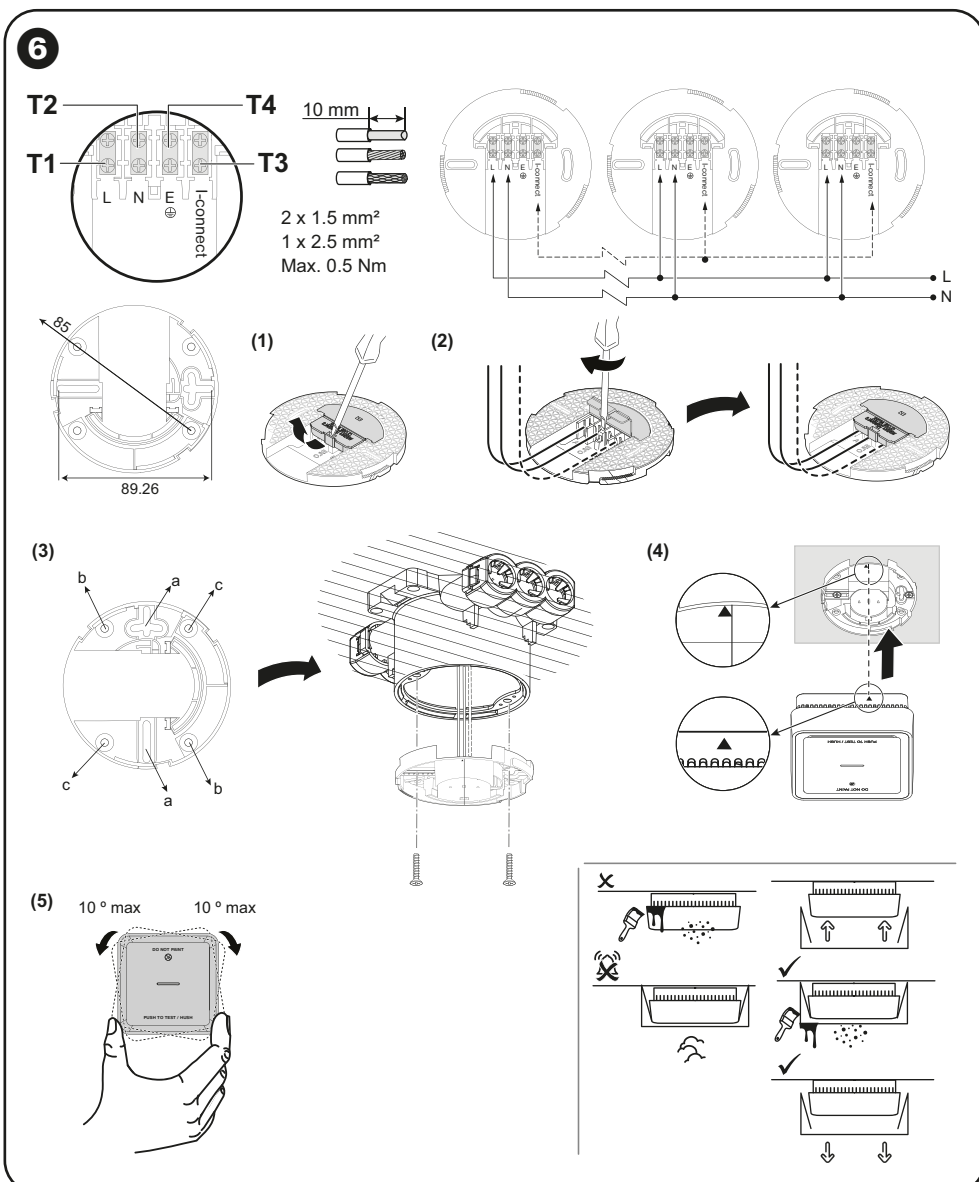 6
T2
T4
T1
T3
L N E I-connect
10 mm
2 x 1.5 mm²
1 x 2.5 mm²
Max. 0.5 Nm
L N E I-connect
L N E I-connect
L N E I-connect
L
N
85
89.26
(1)
(2)
(3)
b
a
c
c
a
b
(4)
PUSH TO TEST / HUSH
DO NOT PAINT
(5)
10 º max
10 º max
DO NOT PAINT
PUSH TO TEST / HUSH